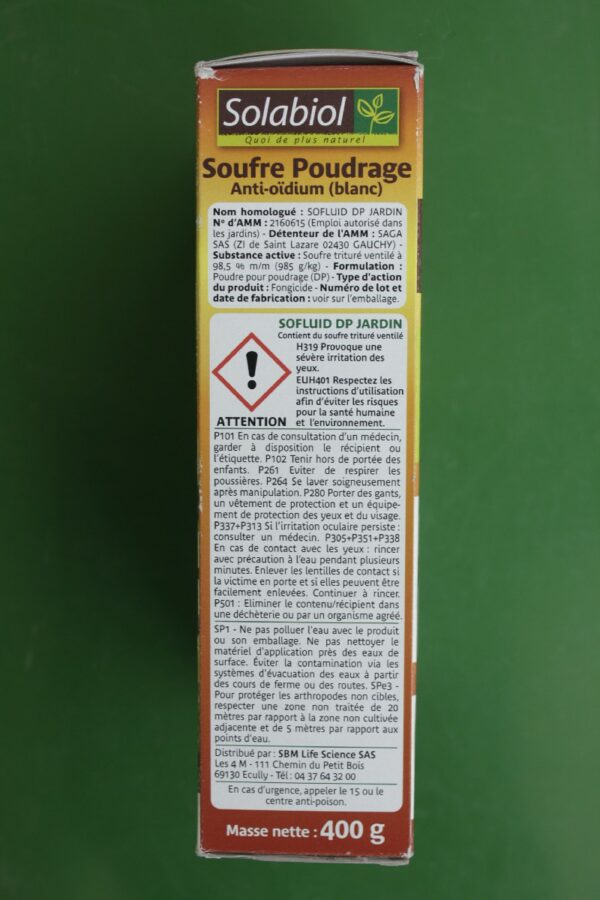 Solabiol
Quoi de plus naturel
Soufre Poudrage
Anti-oïdium (blanc)
Nom homologué : SOFLUID DP JARDIN
N° d'AMM : 2160615 (Emploi autorisé dans
les jardins) - Détenteur de l'AMM : SAGA
SAS (ZI de Saint Lazare 02430 GAUCHY) -
Substance active : Soufre trituré ventilé à
98,5 % m/m (985 g/kg) - Formulation :
Poudre pour poudrage (DP) - Type d'action
du produit : Fongicide - Numéro de lot et
date de fabrication : voir sur l'emballage.
SOFLUID DP JARDIN
Contient du soufre trituré ventilé
H319 Provoque une
sévère irritation des
yeux.
EUH401 Respectez les
instructions d'utilisation
afin d'éviter les risques
pour la santé humaine
et l'environnement.
ATTENTION
P101 En cas de consultation d'un médecin,
garder à disposition le récipient ou
l'étiquette. P102 Tenir hors de portée des
enfants. P261 Eviter de respirer les
poussières. P264 Se laver soigneusement
après manipulation. P280 Porter des gants,
un vêtement de protection et un équipe-
ment de protection des yeux et du visage.
P337+P313 Si l'irritation oculaire persiste :
consulter un médecin. P305+P351+P338
En cas de contact avec les yeux : rincer
avec précaution à l'eau pendant plusieurs
minutes. Enlever les lentilles de contact si
la victime en porte et si elles peuvent être
facilement enlevées. Continuer à rincer.
P501 : Eliminer le contenu/récipient dans
une déchèterie ou par un organisme agréé.
SP1 - Ne pas polluer l'eau avec le produit
ou son emballage. Ne pas nettoyer le
matériel d'application près des eaux de
surface. Éviter la contamination via les
systèmes d'évacuation des eaux à partir
des cours de ferme ou des routes. SPe3 -
Pour protéger les arthropodes non cibles,
respecter une zone non traitée de 20
mètres par rapport à la zone non cultivée
adjacente et de 5 mètres par rapport aux
points d'eau.
Distribué par : SBM Life Science SAS
Les 4 M - 111 Chemin du Petit Bois
69130 Ecully - Tél : 04 37 64 32 00
En cas d'urgence, appeler le 15 ou le
centre anti-poison.
Masse nette : 400 g